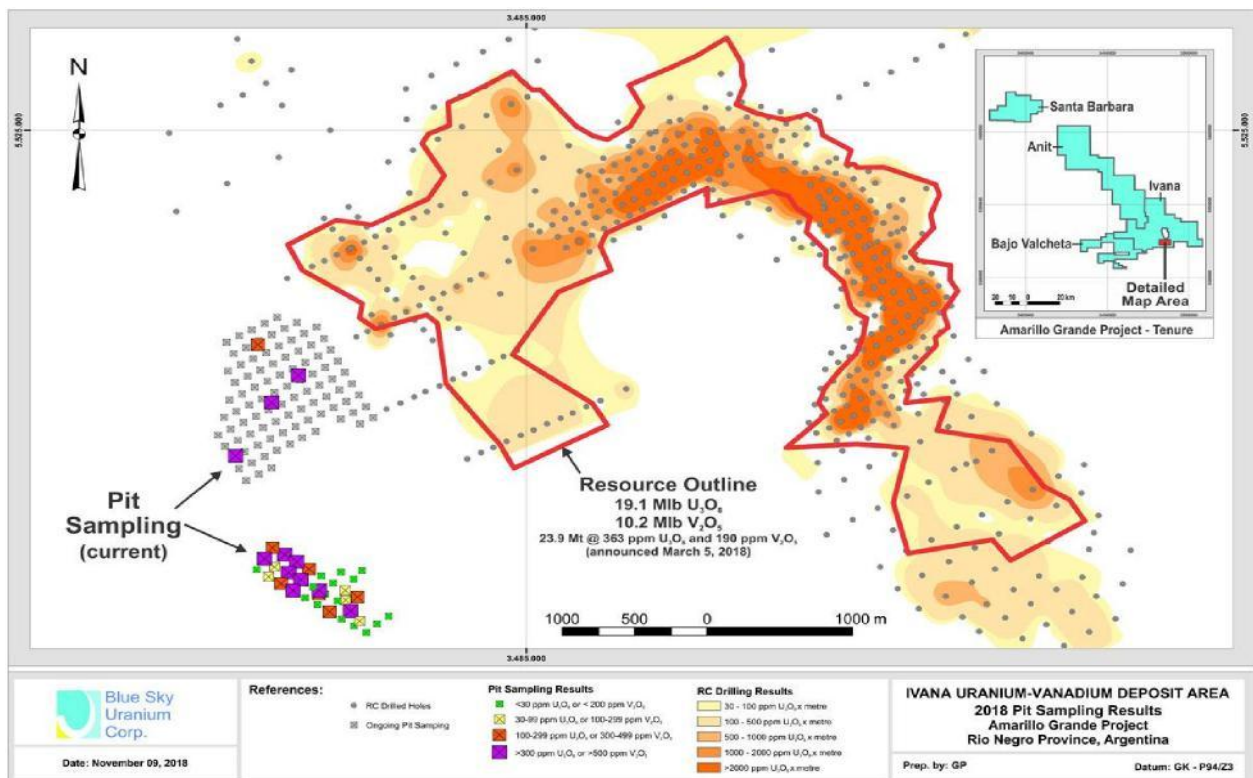 3.485.000
N
5.525.000
5.525.000
Santa Barbara
Anit
Ivana
Bajo Valcheta
Detailed
Map Area
20 10 0 20 km
Amarillo Grande Project - Tenure
Pit
Sampling
(current)
Resource Outline
19.1 Mlb U₃O₈
10.2 Mlb V₂O₅
23.9 Mt @ 363 ppm U₃O₈ and 190 ppm V₂O₅
(announced March 5, 2018)
1000 500 0 1000 m
3.485.000
Blue Sky
Uranium
Corp.
Date: November 09, 2018
References:
RC Drilled Holes
Ongoing Pit Sampling
Pit Sampling Results
<30 ppm U₃O₈ or < 200 ppm V₂O₅
30-99 ppm U₃O₈ or 100-299 ppm V₂O₅
100-299 ppm U₃O₈ or 300-499 ppm V₂O₅
>300 ppm U₃O₈ or >500 ppm V₂O₅
RC Drilling Results
30 - 100 ppm U₃O₈ x metre
100 - 500 ppm U₃O₈ x metre
500 - 1000 ppm U₃O₈ x metre
1000 - 2000 ppm U₃O₈ x metre
>2000 ppm U₃O₈ x metre
IVANA URANIUM-VANADIUM DEPOSIT AREA
2018 Pit Sampling Results
Amarillo Grande Project
Rio Negro Province, Argentina
Prep. by: GP Datum: GK - P94/Z3